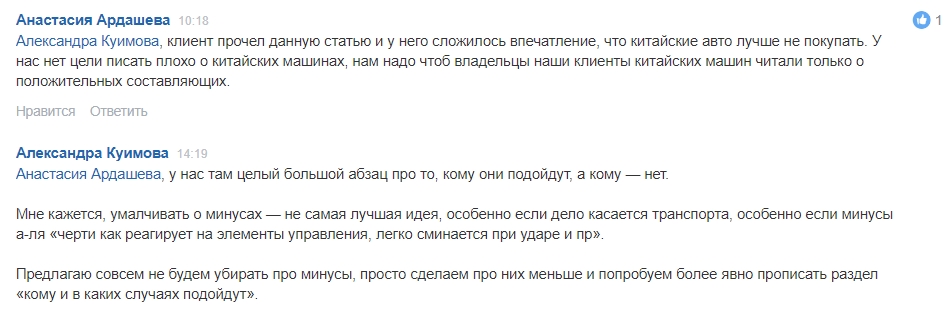 Анастасия Ардашева 10:18 1
Александра Куимова, клиент прочел данную статью и у него сложилось впечатление, что китайские авто лучше не покупать. У
нас нет цели писать плохо о китайских машинах, нам надо чтоб владельцы наши клиенты китайских машин читали только о
положительных составляющих.
Нравится Ответить
Александра Куимова 14:19
Анастасия Ардашева, у нас там целый большой абзац про то, кому они подойдут, а кому — нет.
Мне кажется, умалчивать о минусах — не самая лучшая идея, особенно если дело касается транспорта, особенно если минусы
а-ля «черти как реагирует на элементы управления, легко сминается при ударе и пр».
Предлагаю совсем не будем убирать про минусы, просто сделаем про них меньше и попробуем более явно прописать раздел
«кому и в каких случаях подойдут».